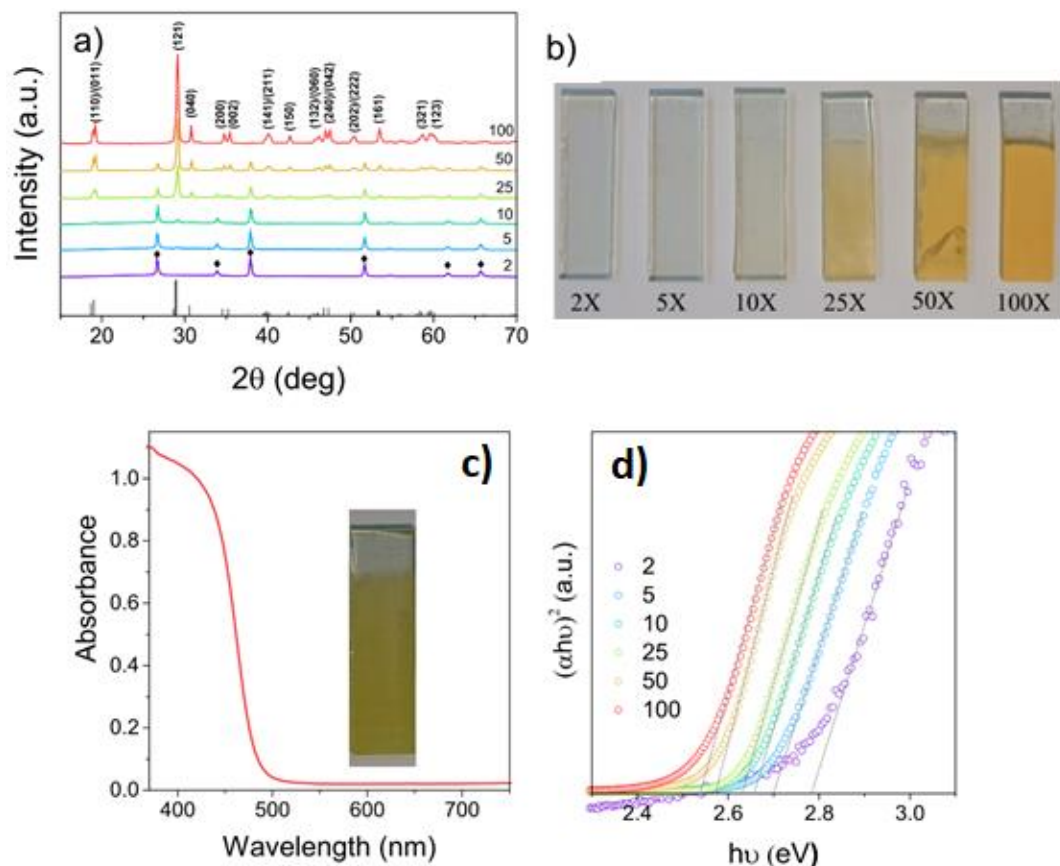 a)
Intensity (a.u.)
(110)/(011)
(121)
(040)
(200)
(002)
(141)/(211)
(150)
(132)/(060)
(240)/(042)
(202)/(222)
(161)
(321)
(123)
100
50
25
10
5
2
20 30 40 50 60 70
2θ (deg)
b)
2X 5X 10X 25X 50X 100X
c)
Absorbance
1.0
0.8
0.6
0.4
0.2
0.0
400 500 600 700
Wavelength (nm)
d)
(αhυ)² (a.u.)
2
5
10
25
50
100
2.4 2.6 2.8 3.0
hυ (eV)